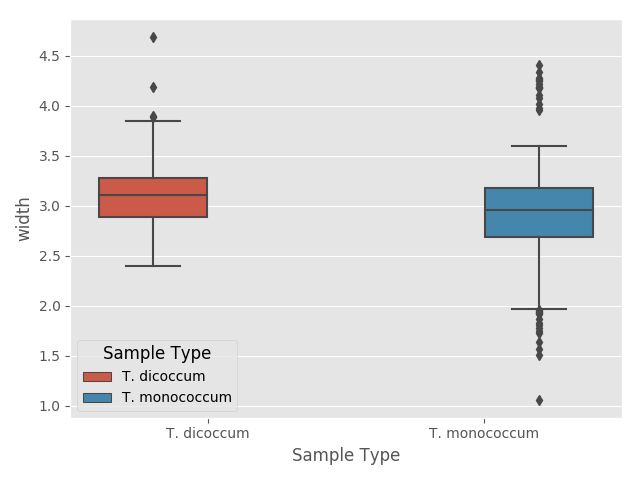 4.5
4.0
3.5
3.0
2.5
2.0
1.5
1.0
width
Sample Type
T. dicoccum
T. monococcum
T. dicoccum
T. monococcum
Sample Type